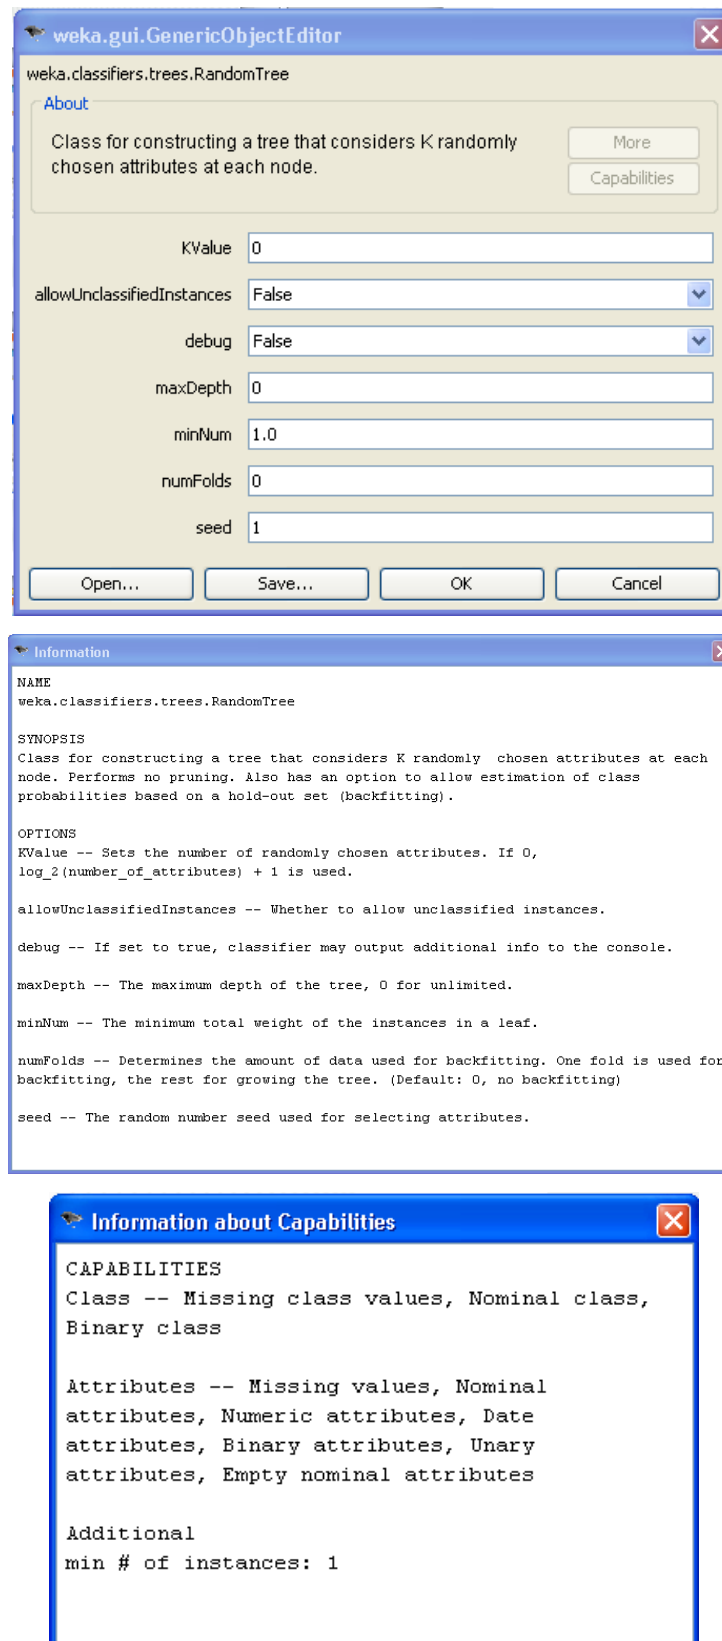 weka.gui.GenericObjectEditor
weka.classifiers.trees.RandomTree
About
Class for constructing a tree that considers K randomly
chosen attributes at each node.
More
Capabilities
KValue 0
allowUnclassifiedInstances False
debug False
maxDepth 0
minNum 1.0
numFolds 0
seed 1
Open... Save... OK Cancel
Information
NAME
weka.classifiers.trees.RandomTree
SYNOPSIS
Class for constructing a tree that considers K randomly  chosen attributes at each
node. Performs no pruning. Also has an option to allow estimation of class
probabilities based on a hold-out set (backfitting).
OPTIONS
KValue -- Sets the number of randomly chosen attributes. If 0,
log_2(number_of_attributes) + 1 is used.
allowUnclassifiedInstances -- Whether to allow unclassified instances.
debug -- If set to true, classifier may output additional info to the console.
maxDepth -- The maximum depth of the tree, 0 for unlimited.
minNum -- The minimum total weight of the instances in a leaf.
numFolds -- Determines the amount of data used for backfitting. One fold is used for
backfitting, the rest for growing the tree. (Default: 0, no backfitting)
seed -- The random number seed used for selecting attributes.
Information about Capabilities
CAPABILITIES
Class -- Missing class values, Nominal class,
Binary class
Attributes -- Missing values, Nominal
attributes, Numeric attributes, Date
attributes, Binary attributes, Unary
attributes, Empty nominal attributes
Additional
min # of instances: 1